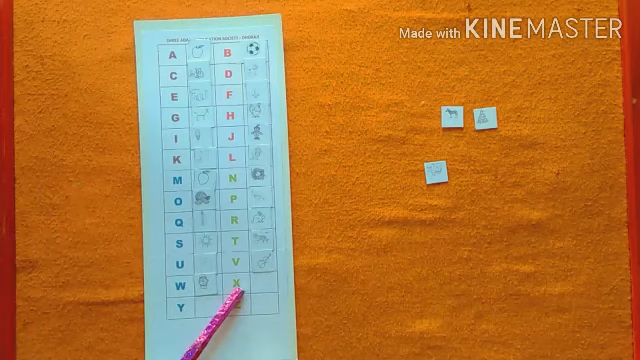 Made with KINEMASTER
A B
C D
E F
G H
I J
K L
M N
O P
Q R
S T
U V
W X
Y